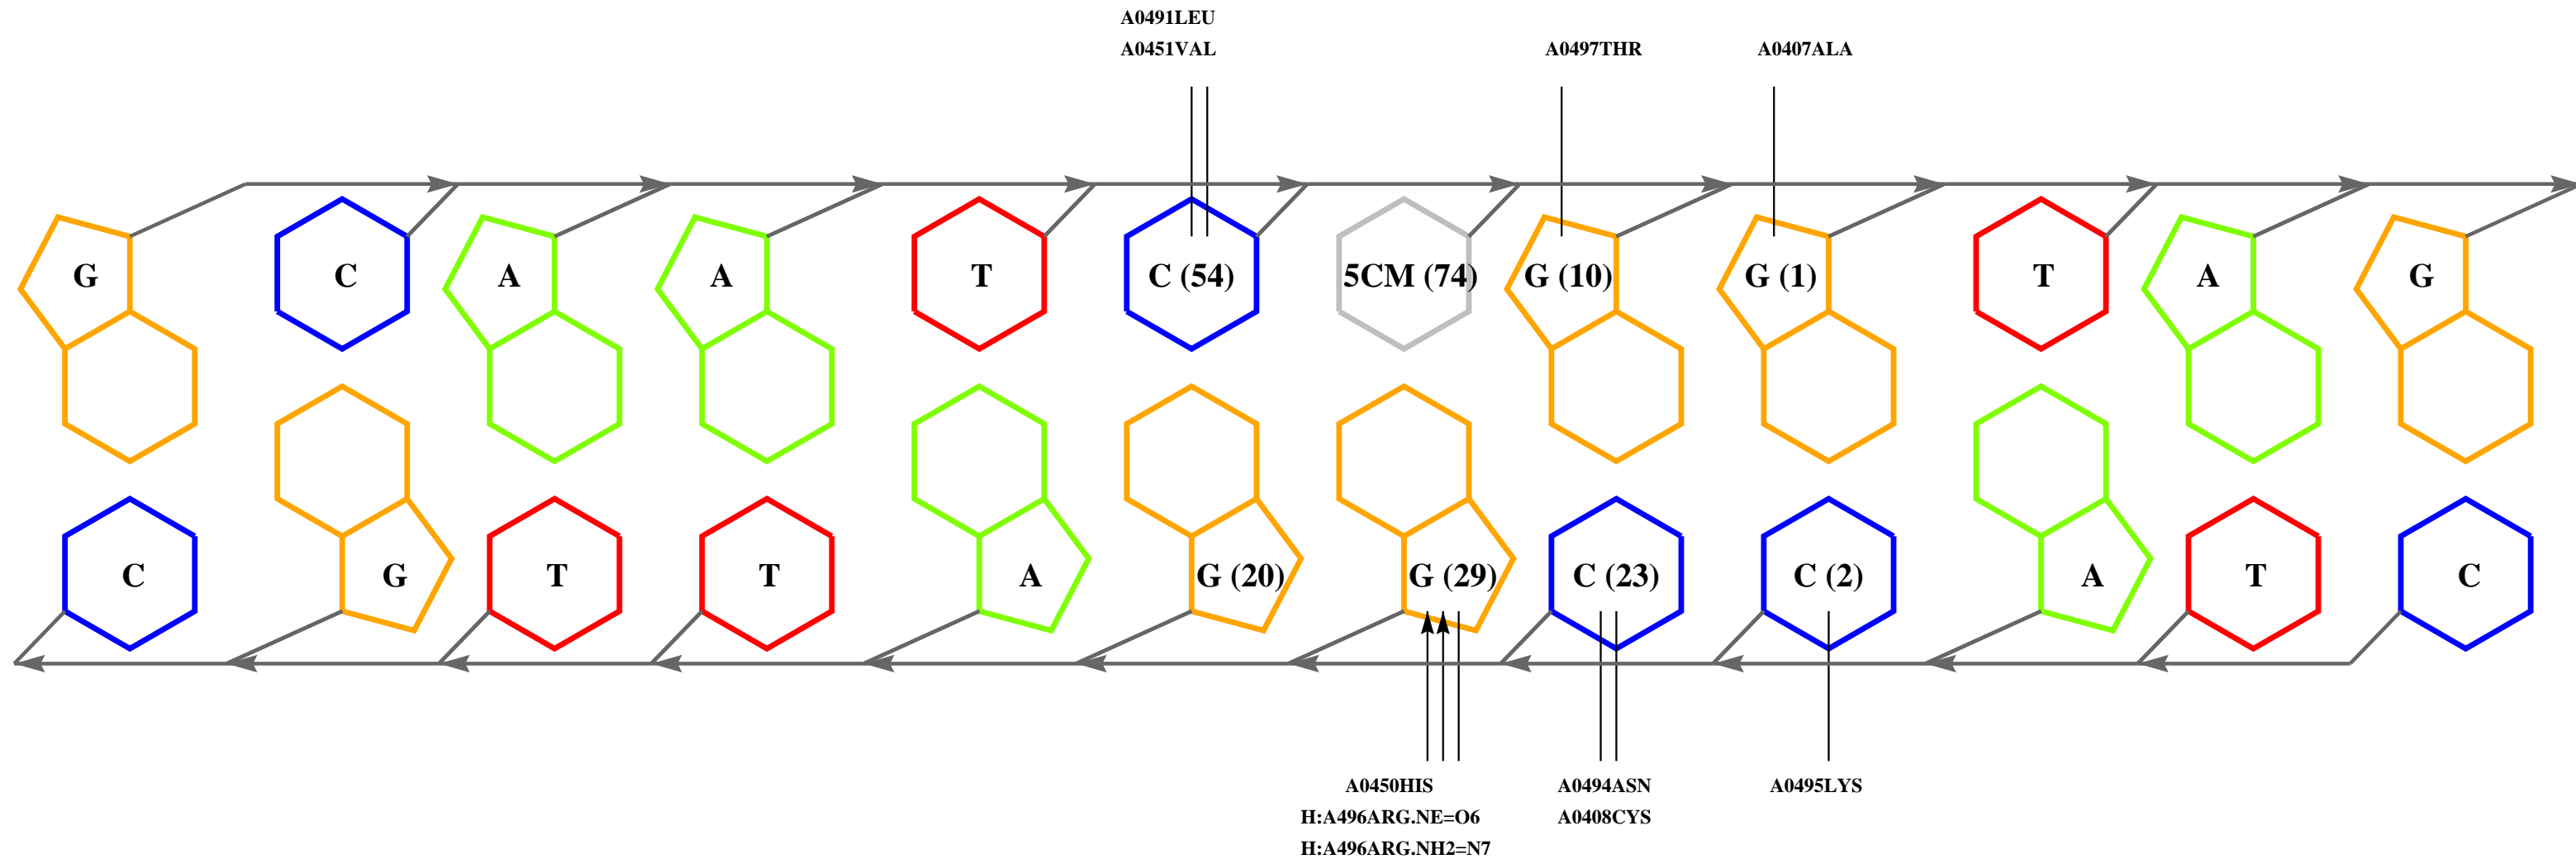 A0491LEU
A0451VAL A0497THR A0407ALA
G C A A T C (54) 5CM (74) G (10) G (1) T A G
C G T T A G (20) G (29) C (23) C (2) A T C
A0450HIS A0494ASN A0495LYS
H:A496ARG.NE=O6 A0408CYS
H:A496ARG.NH2=N7